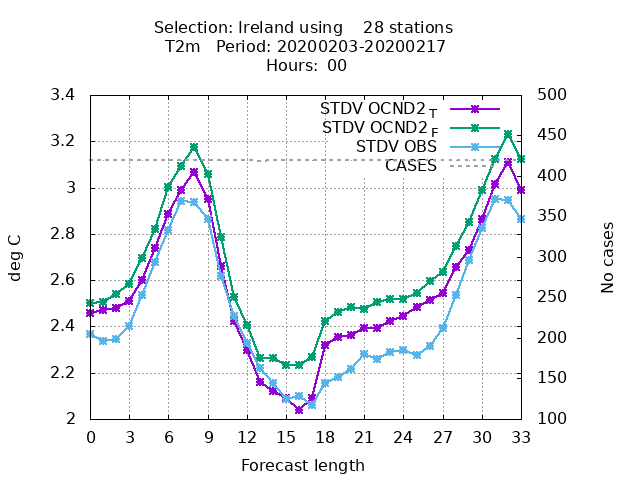 Selection: Ireland using    28 stations
T2m   Period: 20200203-20200217
Hours:  00
STDV OCND2 T
STDV OCND2 F
STDV OBS
CASES
deg C
3.4
3.2
3
2.8
2.6
2.4
2.2
2
500
450
400
350
300
250
200
150
100
No cases
0 3 6 9 12 15 18 21 24 27 30 33
Forecast length